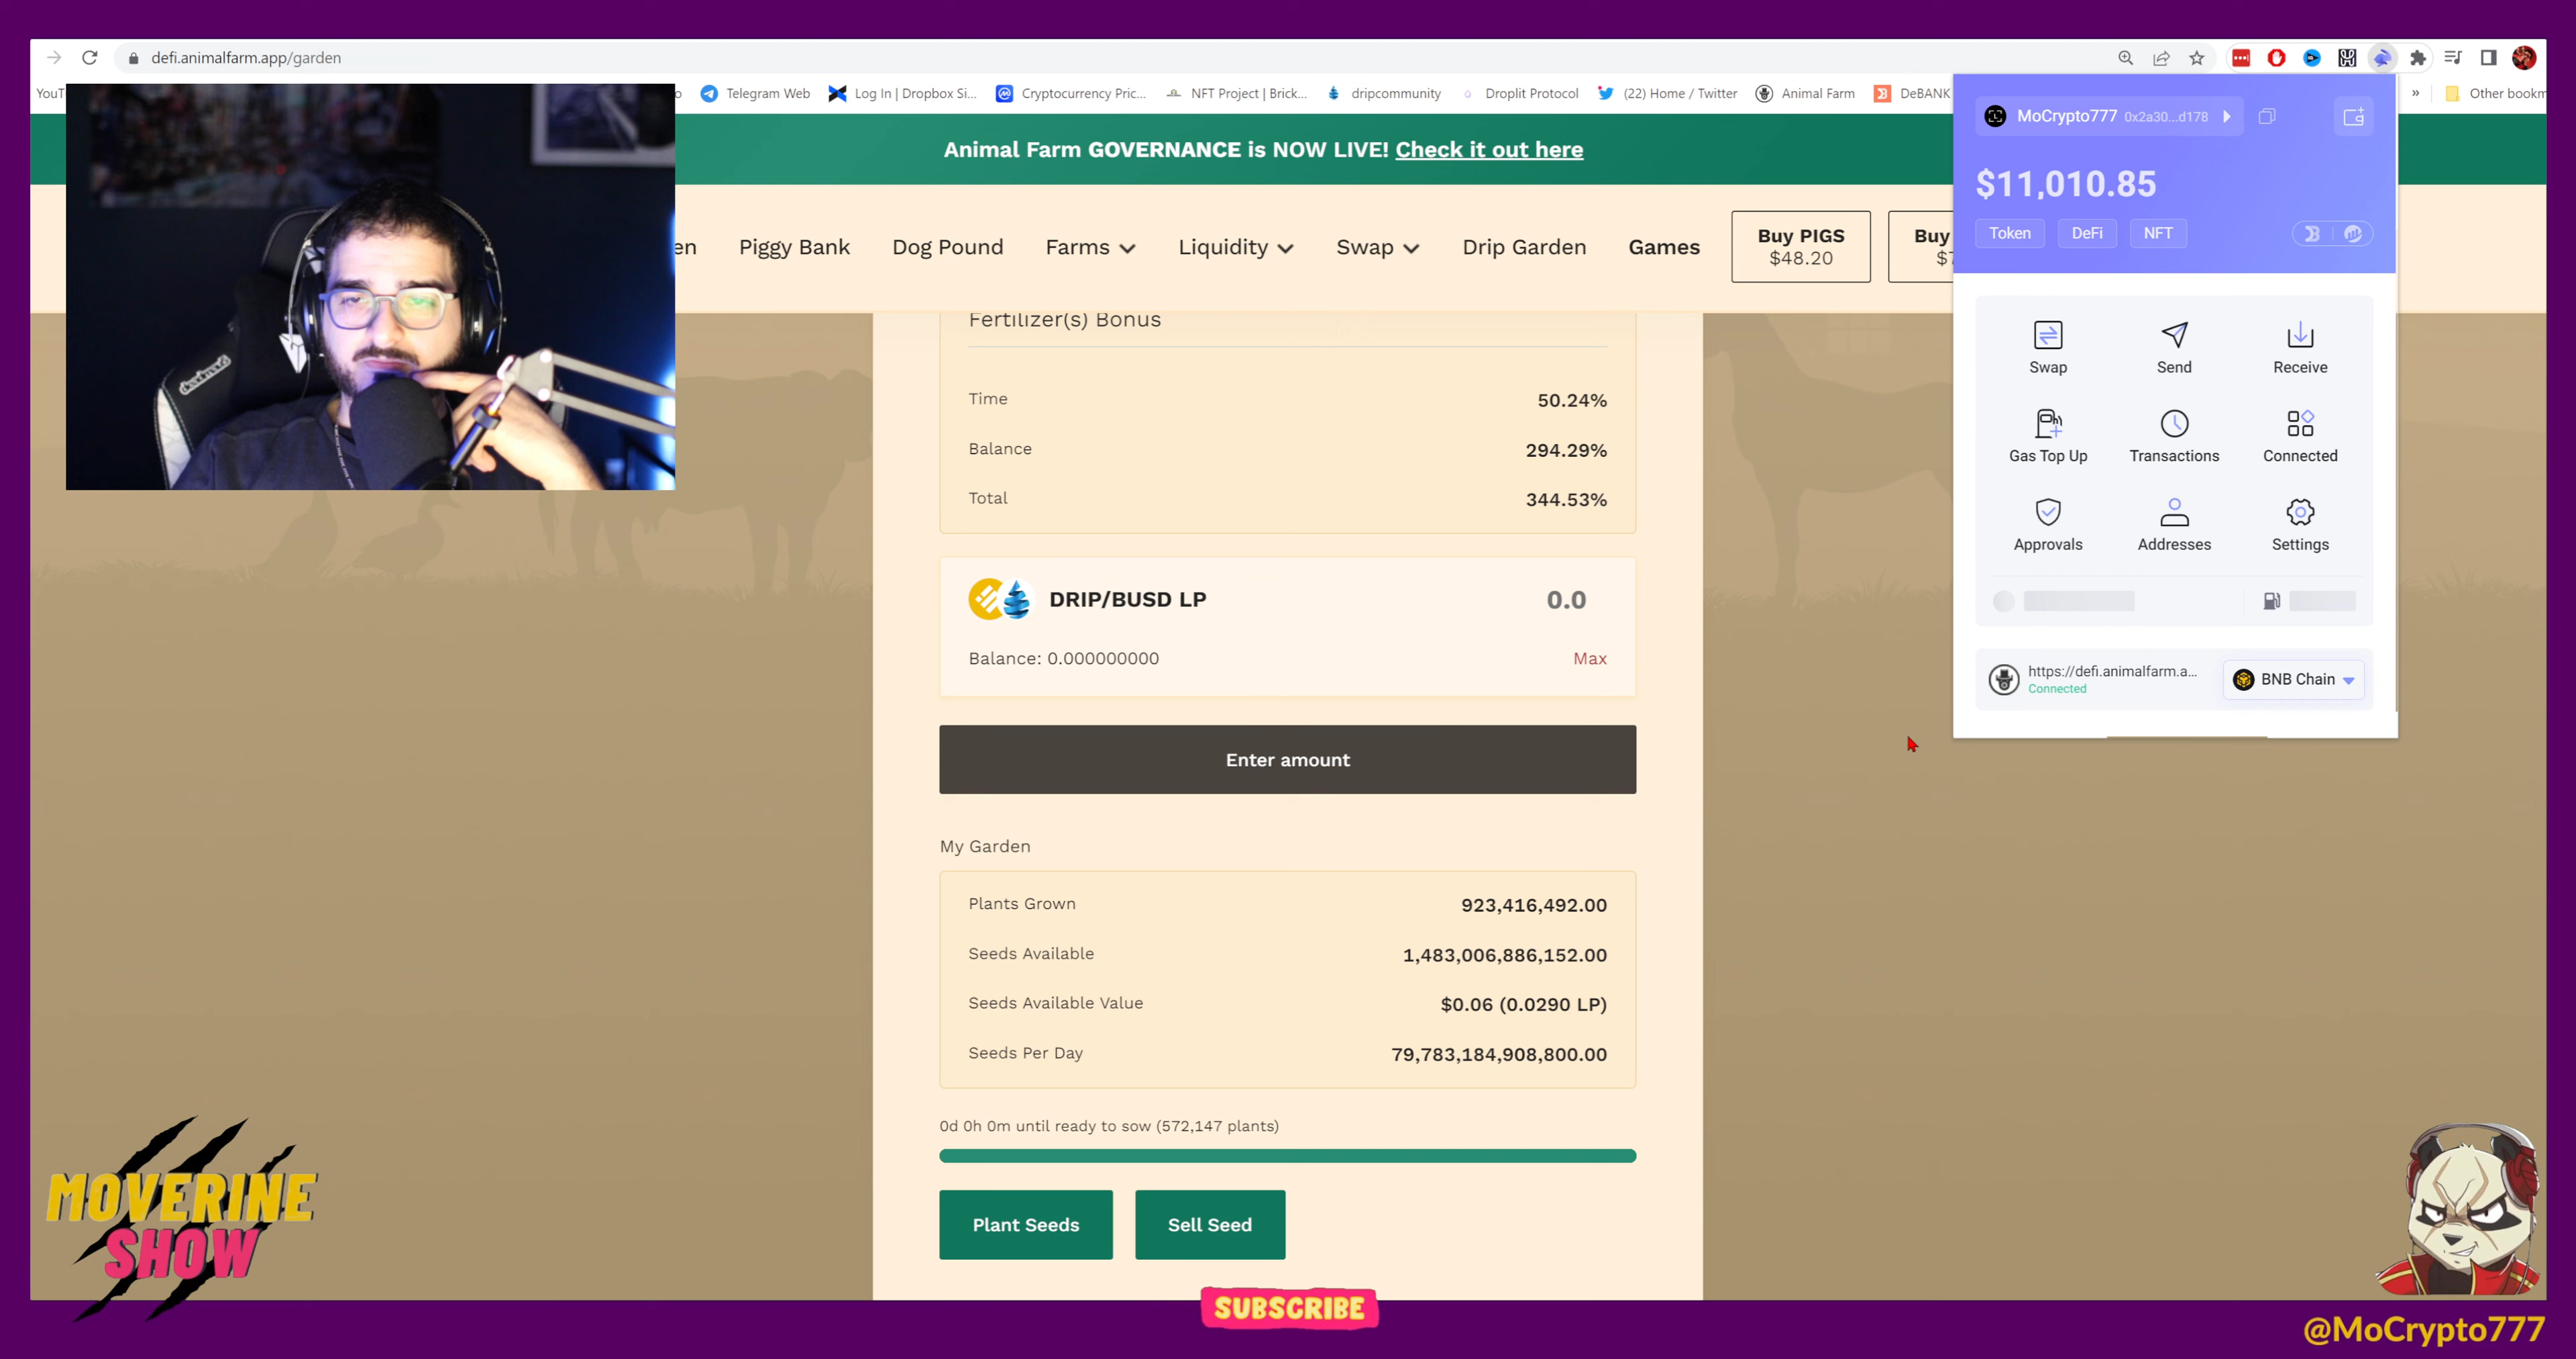 defi.animalfarm.app/garden
Telegram Web
Log In | Dropbox Si...
Cryptocurrency Pric...
NFT Project | Brick...
dripcommunity
Droplit Protocol
(22) Home / Twitter
Animal Farm
DeBANK
»
Other bookm
Animal Farm GOVERNANCE is NOW LIVE! Check it out here
en
Piggy Bank
Dog Pound
Farms
Liquidity
Swap
Drip Garden
Games
Buy PIGS
$48.20
Buy
Fertilizer(s) Bonus
Time 50.24%
Balance 294.29%
Total 344.53%
DRIP/BUSD LP 0.0
Balance: 0.000000000 Max
Enter amount
My Garden
Plants Grown 923,416,492.00
Seeds Available 1,483,006,886,152.00
Seeds Available Value $0.06 (0.0290 LP)
Seeds Per Day 79,783,184,908,800.00
0d 0h 0m until ready to sow (572,147 plants)
Plant Seeds
Sell Seed
MoCrypto777 0x2a30...d178
$11,010.85
Token
DeFi
NFT
Swap
Send
Receive
Gas Top Up
Transactions
Connected
Approvals
Addresses
Settings
https://defi.animalfarm.a...
Connected
BNB Chain
MOVERINE
SHOW
SUBSCRIBE
@MoCrypto777